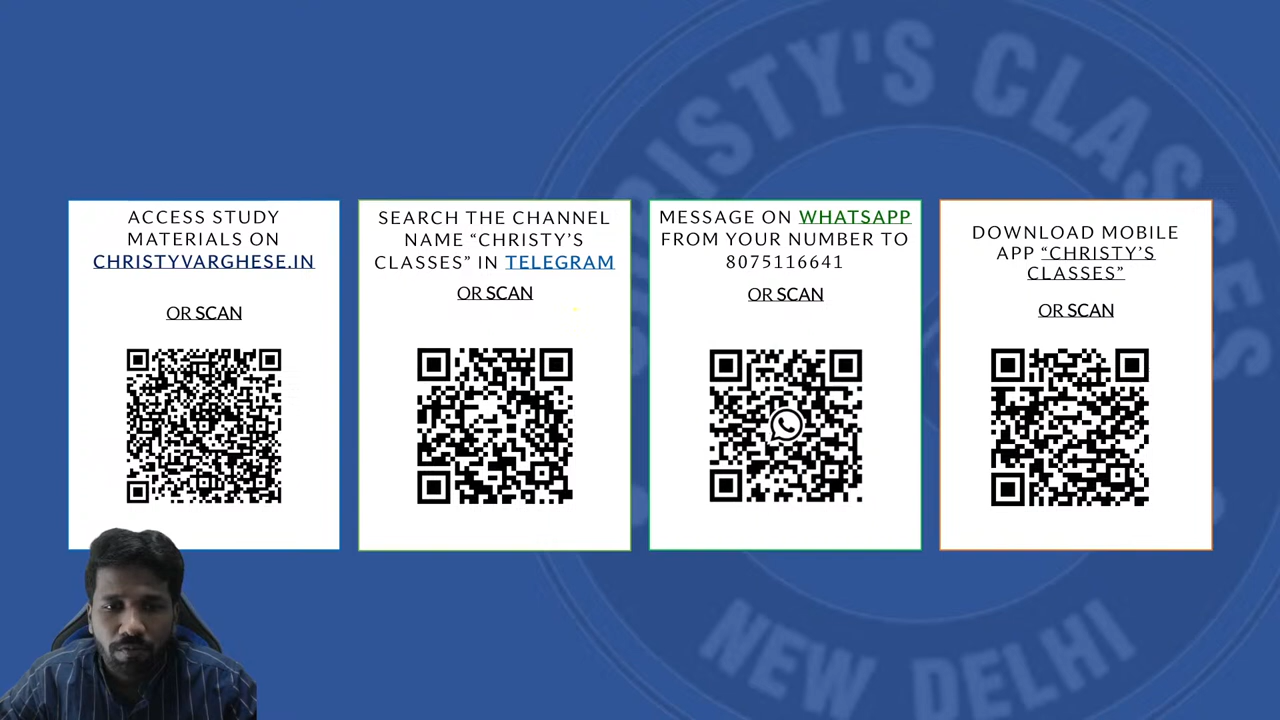 CHRISTY'S CLASSES
ACCESS STUDY
MATERIALS ON
CHRISTYVARGHESE.IN
OR SCAN
SEARCH THE CHANNEL
NAME “CHRISTY’S
CLASSES” IN TELEGRAM
OR SCAN
MESSAGE ON WHATSAPP
FROM YOUR NUMBER TO
8075116641
OR SCAN
DOWNLOAD MOBILE
APP “CHRISTY’S
CLASSES”
OR SCAN
NEW DELHI